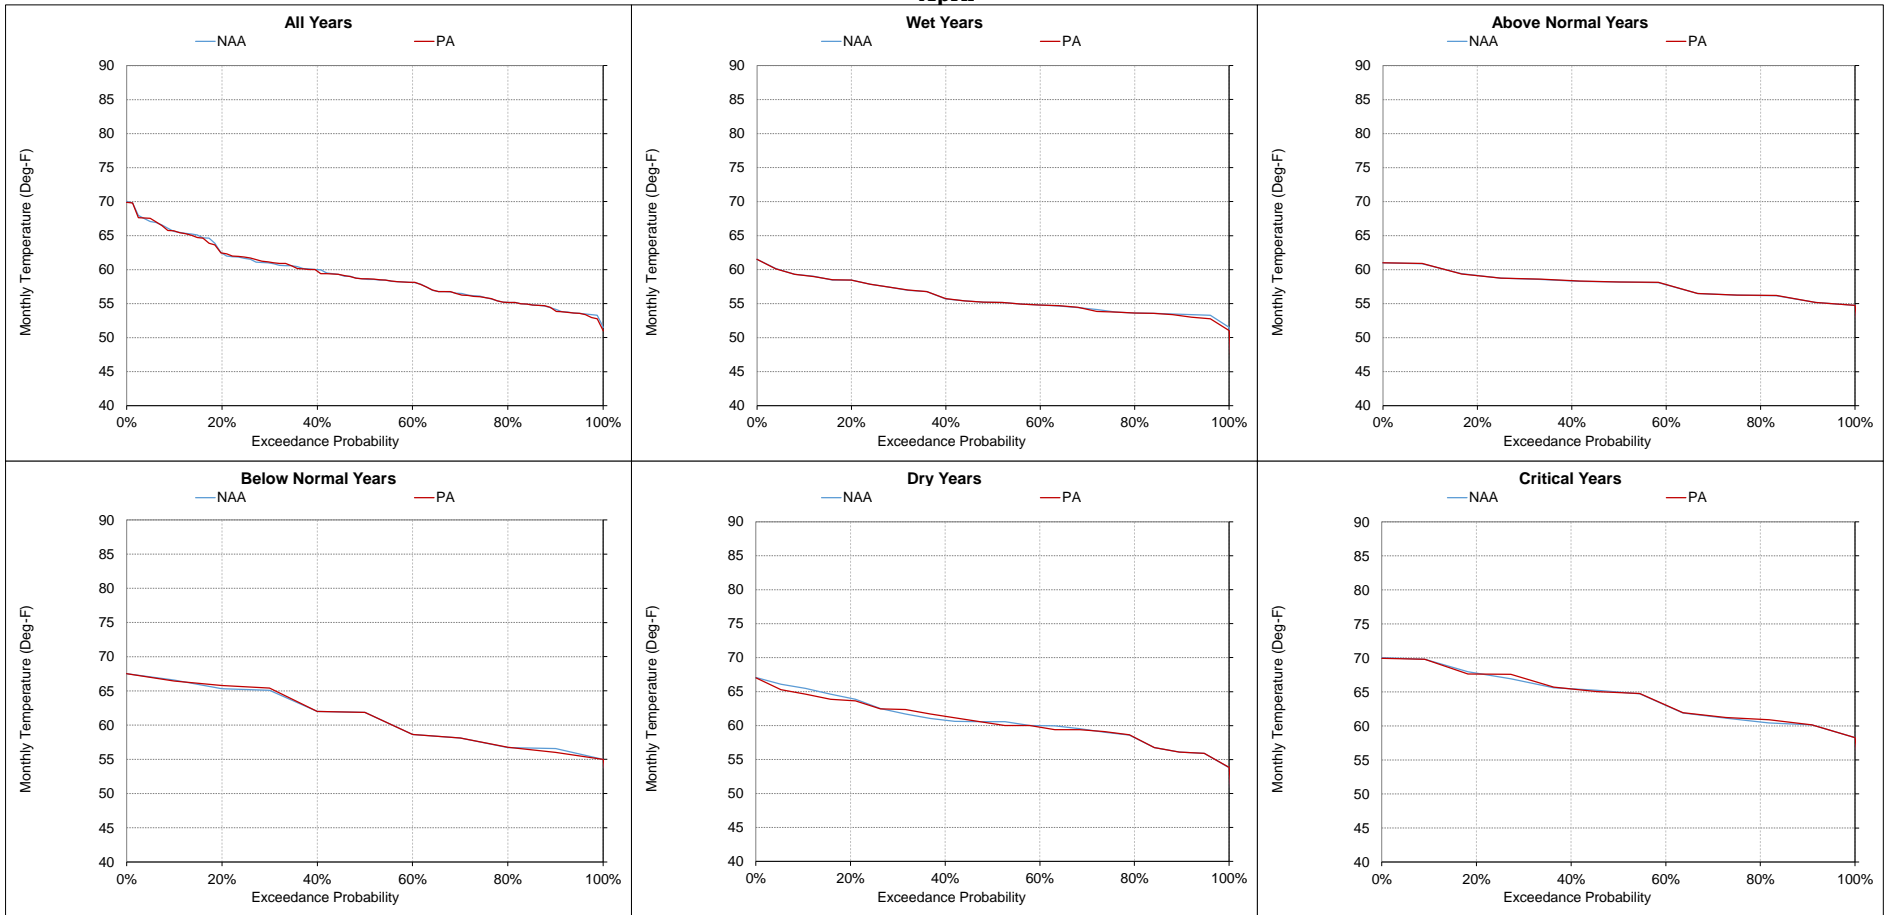 All Years
NAA PA
Monthly Temperature (Deg-F)
90
85
80
75
70
65
60
55
50
45
40
0% 20% 40% 60% 80% 100%
Exceedance Probability
Wet Years
NAA PA
Monthly Temperature (Deg-F)
90
85
80
75
70
65
60
55
50
45
40
0% 20% 40% 60% 80% 100%
Exceedance Probability
Above Normal Years
NAA PA
Monthly Temperature (Deg-F)
90
85
80
75
70
65
60
55
50
45
40
0% 20% 40% 60% 80% 100%
Exceedance Probability
Below Normal Years
NAA PA
Monthly Temperature (Deg-F)
90
85
80
75
70
65
60
55
50
45
40
0% 20% 40% 60% 80% 100%
Exceedance Probability
Dry Years
NAA PA
Monthly Temperature (Deg-F)
90
85
80
75
70
65
60
55
50
45
40
0% 20% 40% 60% 80% 100%
Exceedance Probability
Critical Years
NAA PA
Monthly Temperature (Deg-F)
90
85
80
75
70
65
60
55
50
45
40
0% 20% 40% 60% 80% 100%
Exceedance Probability